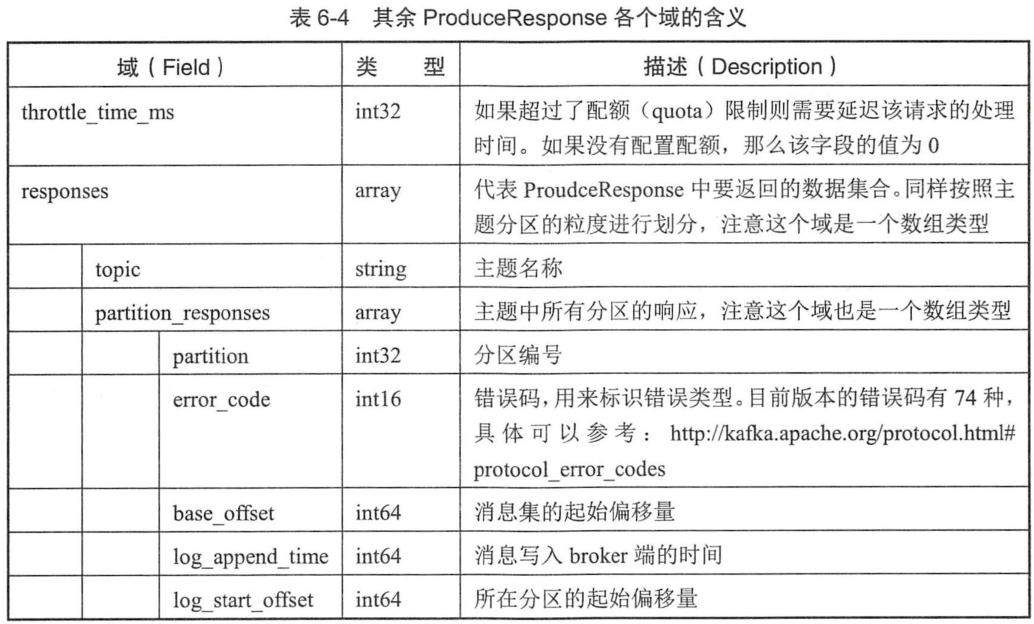 表 6-4 其余 ProduceResponse 各个域的含义
域（Field） 类 型 描述（Description）
throttle_time_ms int32 如果超过了配额（quota）限制则需要延迟该请求的处理
时间。如果没有配置配额，那么该字段的值为 0
responses array 代表 ProudceResponse 中要返回的数据集合。同样按照主
题分区的粒度进行划分，注意这个域是一个数组类型
topic string 主题名称
partition_responses array 主题中所有分区的响应，注意这个域也是一个数组类型
partition int32 分区编号
error_code int16 错误码，用来标识错误类型。目前版本的错误码有 74 种，
具体可以参考：http://kafka.apache.org/protocol.html#
protocol_error_codes
base_offset int64 消息集的起始偏移量
log_append_time int64 消息写入 broker 端的时间
log_start_offset int64 所在分区的起始偏移量